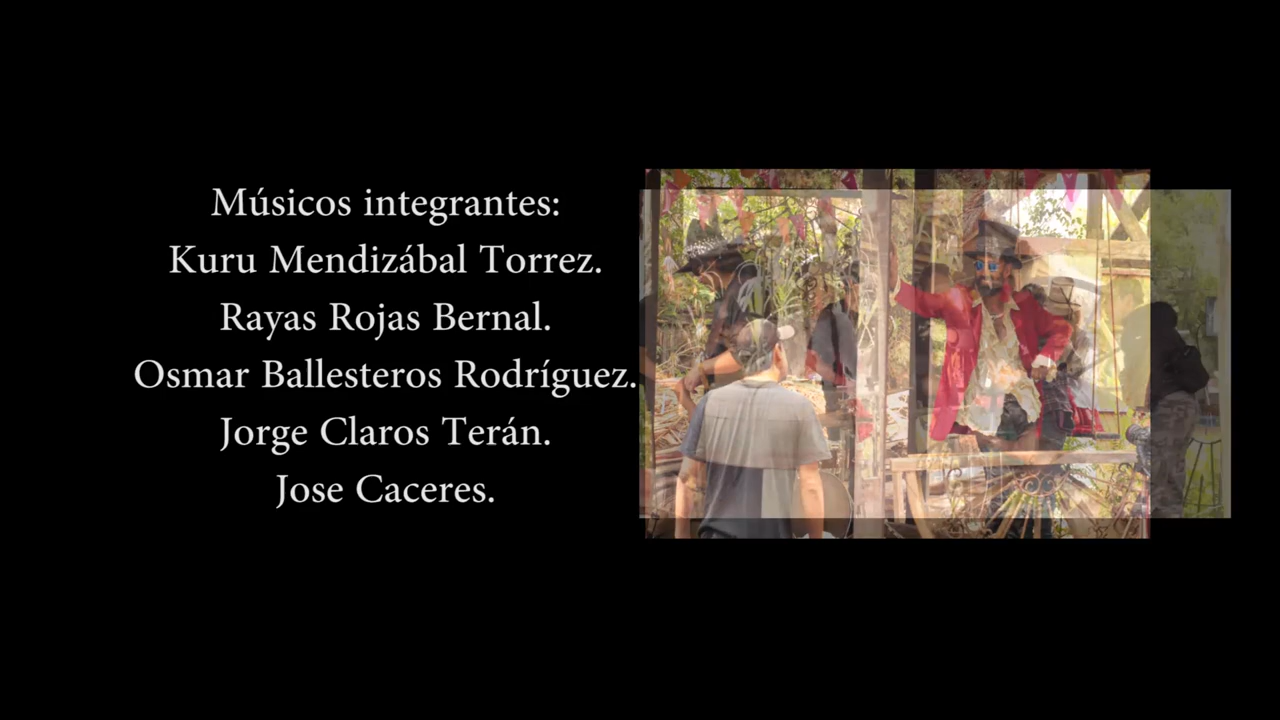 Músicos integrantes:
Kuru Mendizábal Torrez.
Rayas Rojas Bernal.
Osmar Ballesteros Rodríguez.
Jorge Claros Terán.
Jose Caceres.